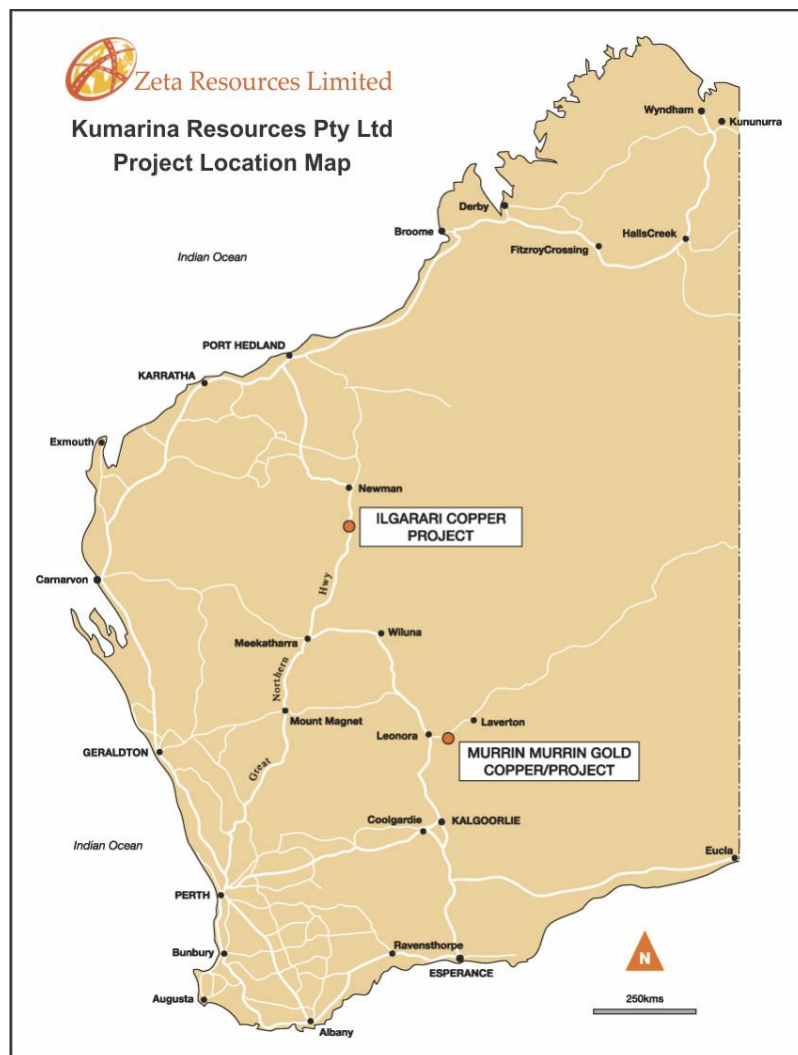 Zeta Resources Limited
Kumarina Resources Pty Ltd
Project Location Map
Wyndham
Kununurra
Derby
Broome
FitzroyCrossing
HallsCreek
Indian Ocean
PORT HEDLAND
KARRATHA
Exmouth
Newman
ILGARARI COPPER
PROJECT
Carnarvon
Hwy
Meekatharra
Wiluna
Northern
Mount Magnet
Laverton
Leonora
GERALDTON
MURRIN MURRIN GOLD
COPPER/PROJECT
Great
Coolgardie
KALGOORLIE
Indian Ocean
Eucla
PERTH
Bunbury
Ravensthorpe
ESPERANCE
N
Augusta
250kms
Albany